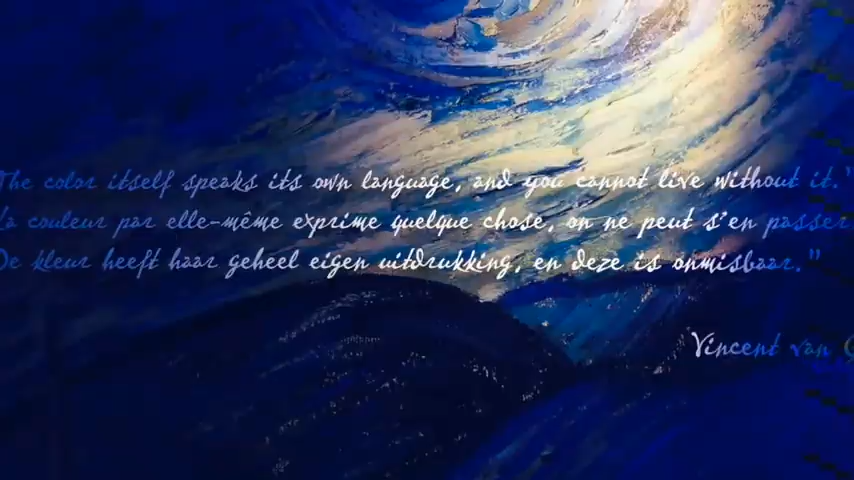 The color itself speaks its own language, and you cannot live without it."
La couleur par elle-même exprime quelque chose, on ne peut s'en passer
De kleur heeft haar geheel eigen uitdrukking, en deze is onmisbaar."
Vincent van G